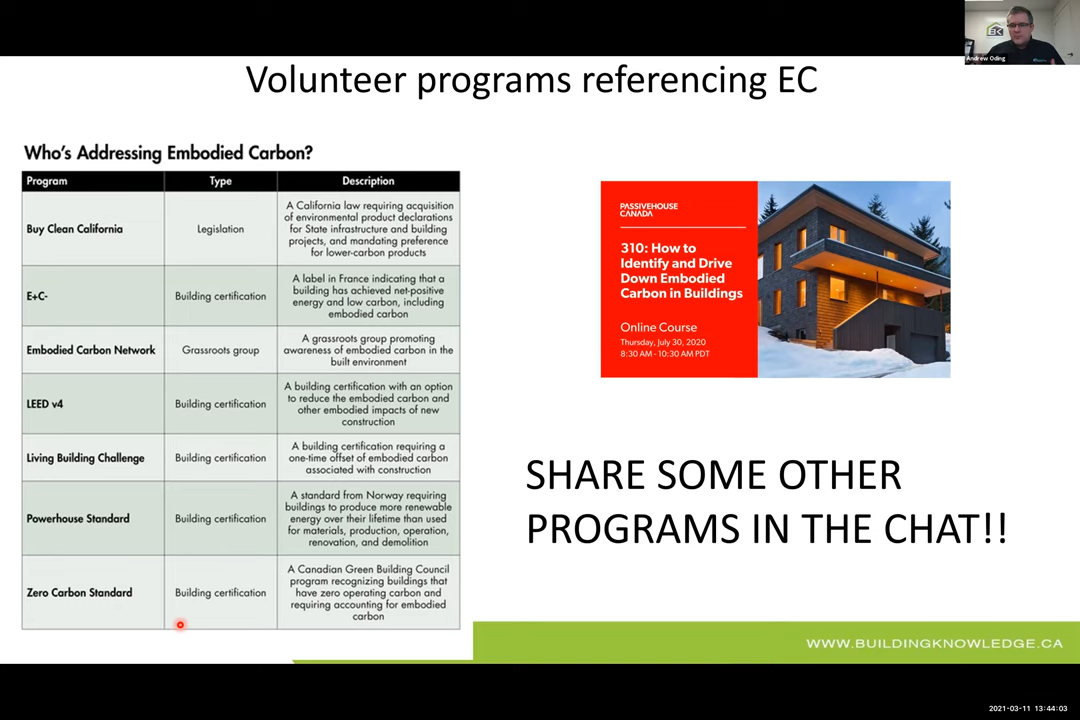 Andrew Oding
Volunteer programs referencing EC
Who's Addressing Embodied Carbon?
Program Type Description
Buy Clean California
Legislation
A California law requiring acquisition
of environmental product declarations
for State infrastructure and building
projects, and mandating preference
for lower-carbon products
E+C-
Building certification
A label in France indicating that a
building has achieved net-positive
energy and low carbon, including
embodied carbon
Embodied Carbon Network
Grassroots group
A grassroots group promoting
awareness of embodied carbon in the
built environment
LEED v4
Building certification
A building certification with an option
to reduce the embodied carbon and
other embodied impacts of new
construction
Living Building Challenge
Building certification
A building certification requiring a
one-time offset of embodied carbon
associated with construction
Powerhouse Standard
Building certification
A standard from Norway requiring
buildings to produce more renewable
energy over their lifetime than used
for materials, production, operation,
renovation, and demolition
Zero Carbon Standard
Building certification
A Canadian Green Building Council
program recognizing buildings that
have zero operating carbon and
requiring accounting for embodied
carbon
PASSIVEHOUSE
CANADA
310: How to
Identify and Drive
Down Embodied
Carbon in Buildings
Online Course
Thursday, July 30, 2020
8:30 AM - 10:30 AM PDT
SHARE SOME OTHER
PROGRAMS IN THE CHAT!!
WWW.BUILDINGKNOWLEDGE.CA
2021-03-11 13:44:03